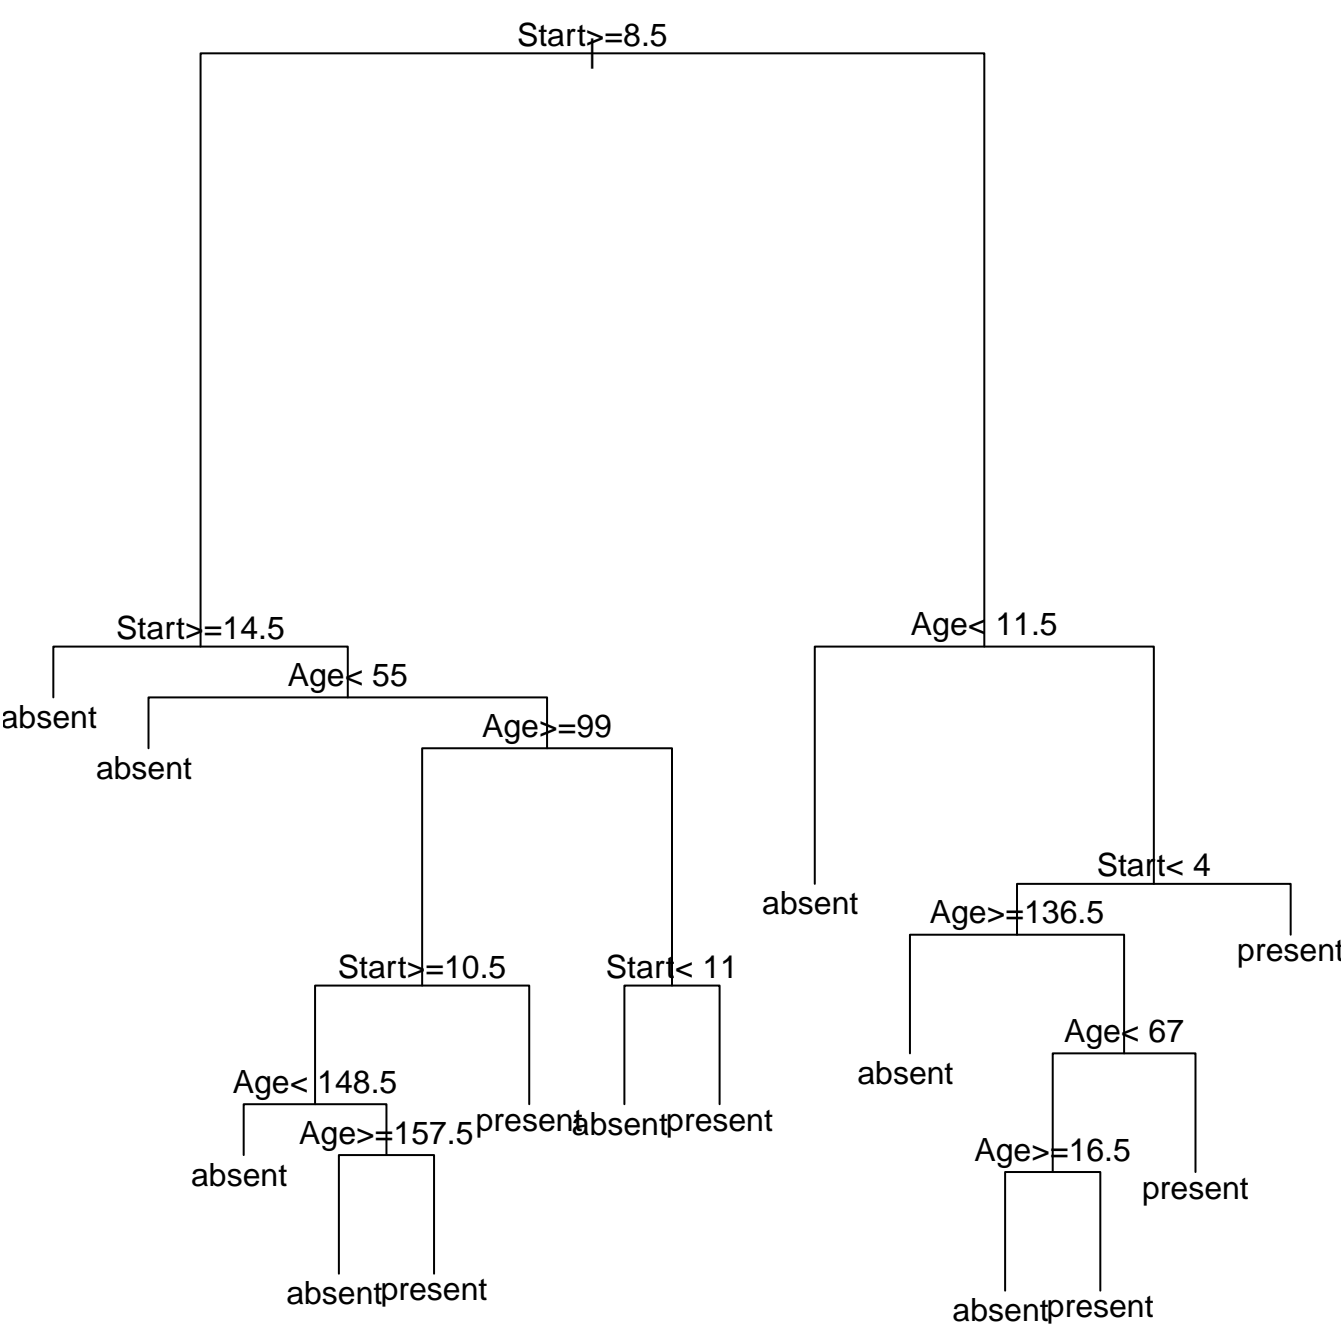 Start>=8.5
Start>=14.5
Age< 11.5
Age< 55
absent
Age>=99
absent
Start< 4
absent
Age>=136.5
present
Start>=10.5
Start< 11
Age< 67
absent
Age< 148.5
present
absent
present
Age>=157.5
Age>=16.5
absent
present
absent
present
absent
present